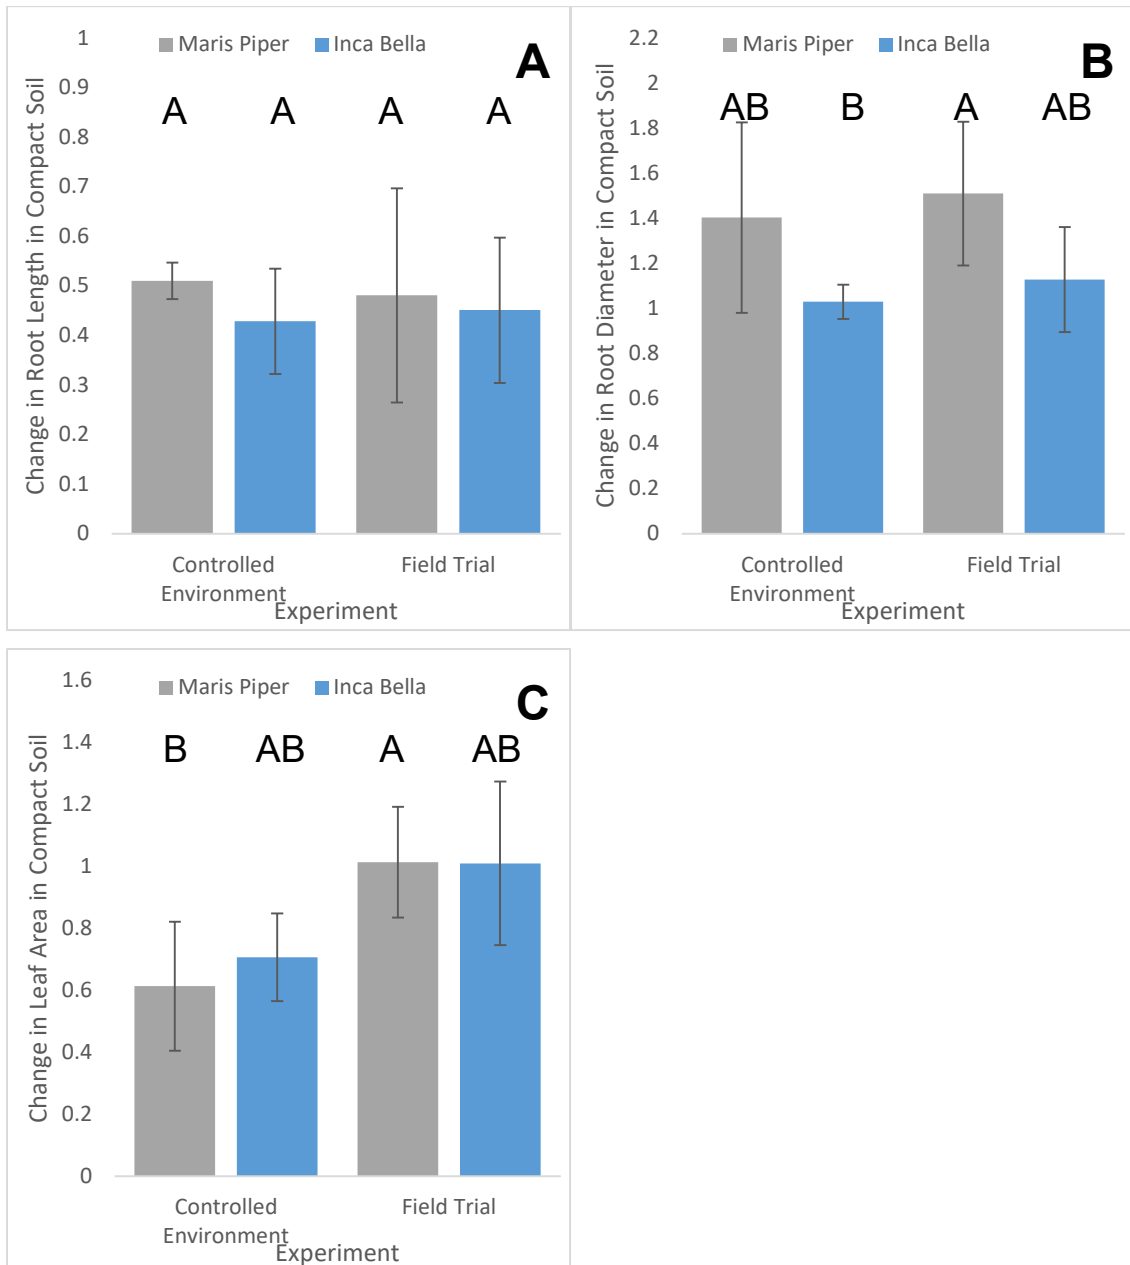 Maris Piper Inca Bella
A
A A A A
Change in Root Length in Compact Soil
1
0.9
0.8
0.7
0.6
0.5
0.4
0.3
0.2
0.1
0
Controlled Environment
Field Trial
Experiment
Maris Piper Inca Bella
B
AB B A AB
Change in Root Diameter in Compact Soil
2.2
2
1.8
1.6
1.4
1.2
1
0.8
0.6
0.4
0.2
0
Controlled
Environment
Field Trial
Experiment
Maris Piper Inca Bella
C
B AB A AB
Change in Leaf Area in Compact Soil
1.6
1.4
1.2
1
0.8
0.6
0.4
0.2
0
Controlled
Environment
Field Trial
Experiment